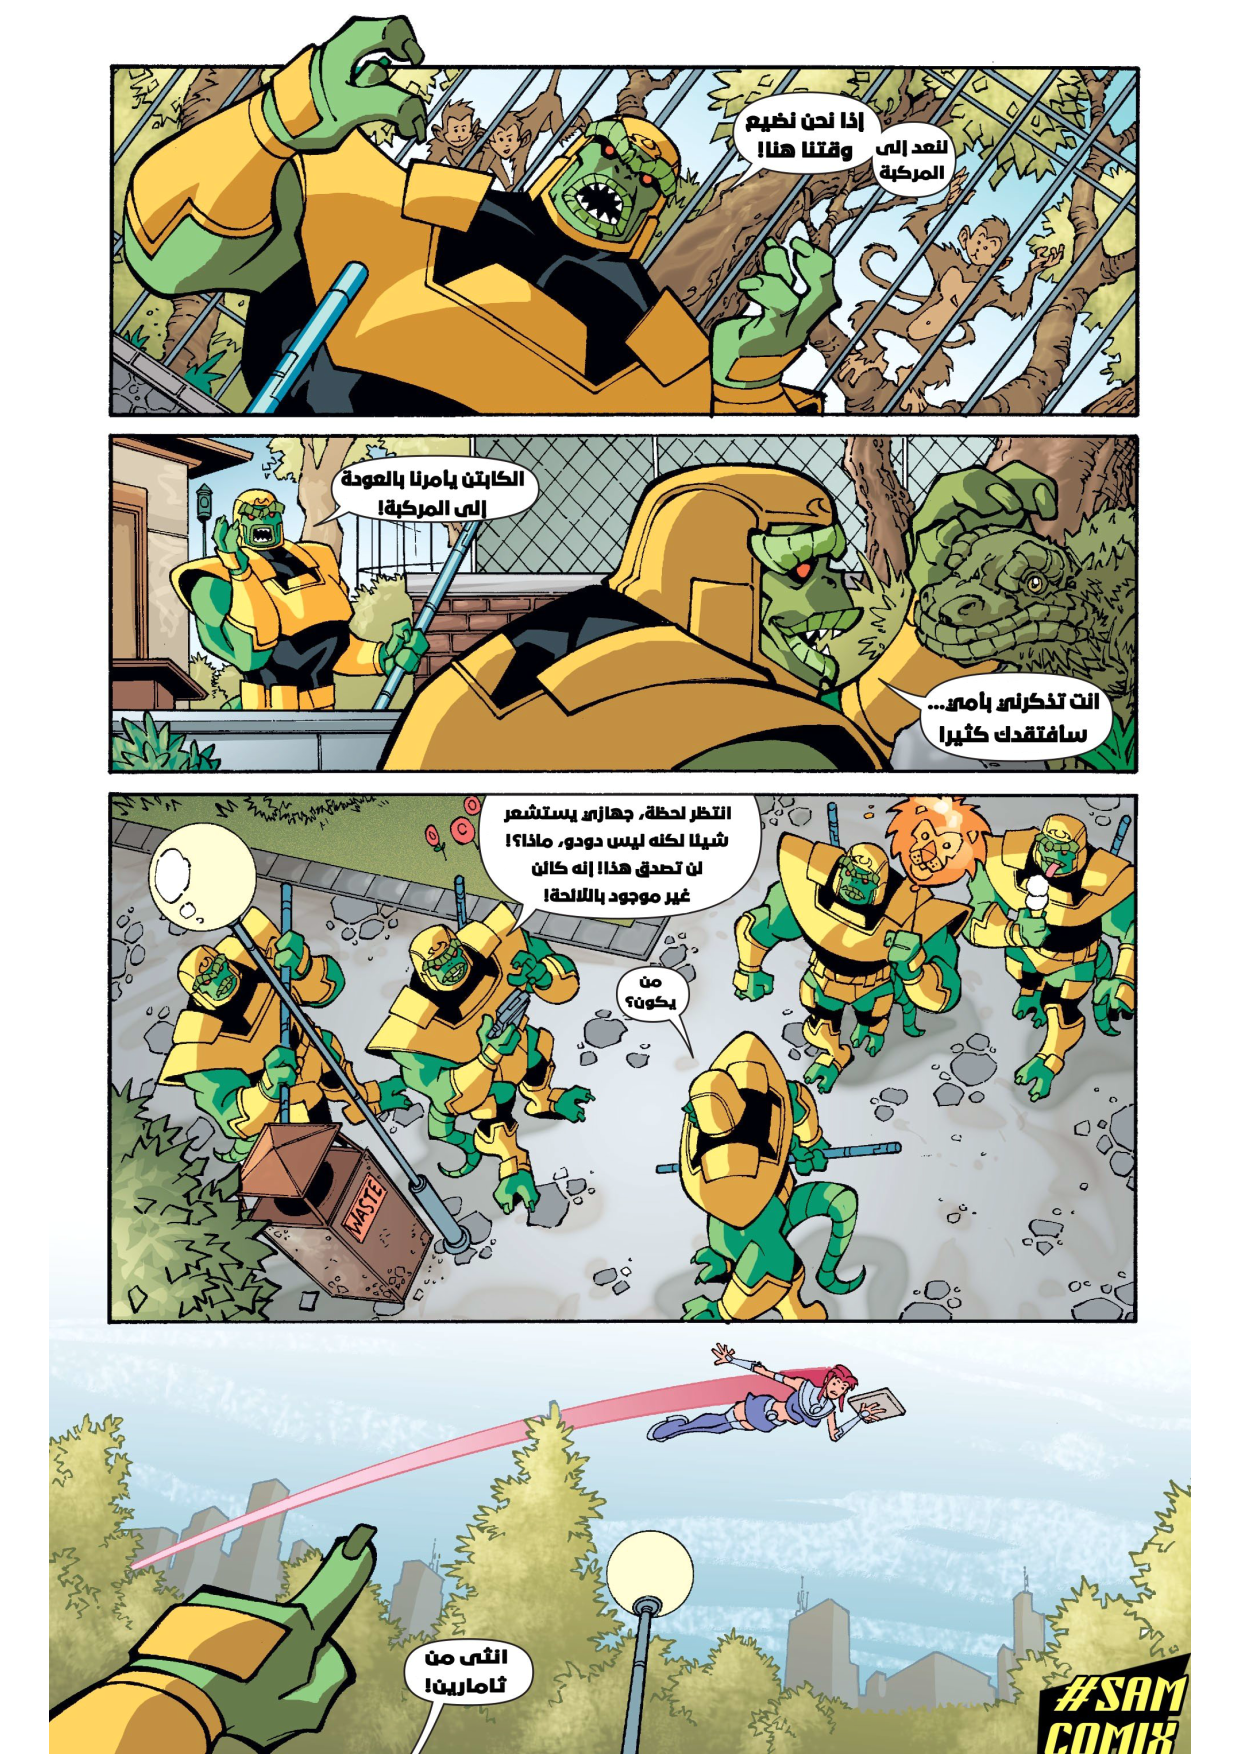 إذا نحن نضيع
وقتنا هنا!
لنعد إلى
المركبة
الكابتن يأمرنا بالعودة
إلى المركبة!
انت تذكرني بأمي...
سأفتقدك كثيرا
انتظر لحظة، جهازي يستشعر
شيئا لكنه ليس دودو، ماذا؟!
لن تصدق هذا! إنه كائن
غير موجود باللائحة!
من
يكون؟
WASTE
انثى من
ثامارين!
#SAM
COMIX